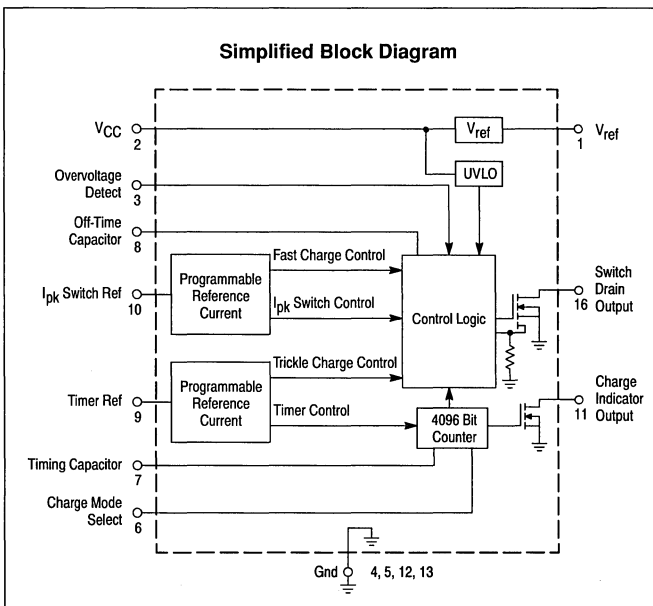 Simplified Block Diagram
VCC
2
Vref
Vref
1
UVLO
Overvoltage
Detect
3
Off-Time
Capacitor
8
Ipk Switch Ref
10
Programmable
Reference
Current
Fast Charge Control
Ipk Switch Control
Control Logic
Switch
Drain
Output
16
Timer Ref
9
Programmable
Reference
Current
Trickle Charge Control
Timer Control
4096 Bit
Counter
Charge
Indicator
Output
11
Timing Capacitor
7
Charge Mode
Select
6
Gnd
4, 5, 12, 13